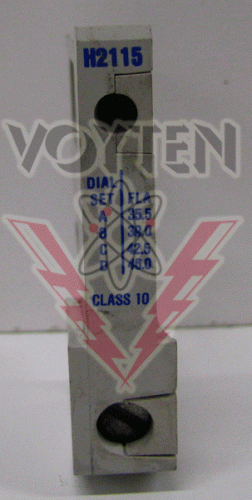 H2115
VOYTEN
DIAL
SET FLA
A 35.5
B 39.0
C 42.5
D 46.0
CLASS 10